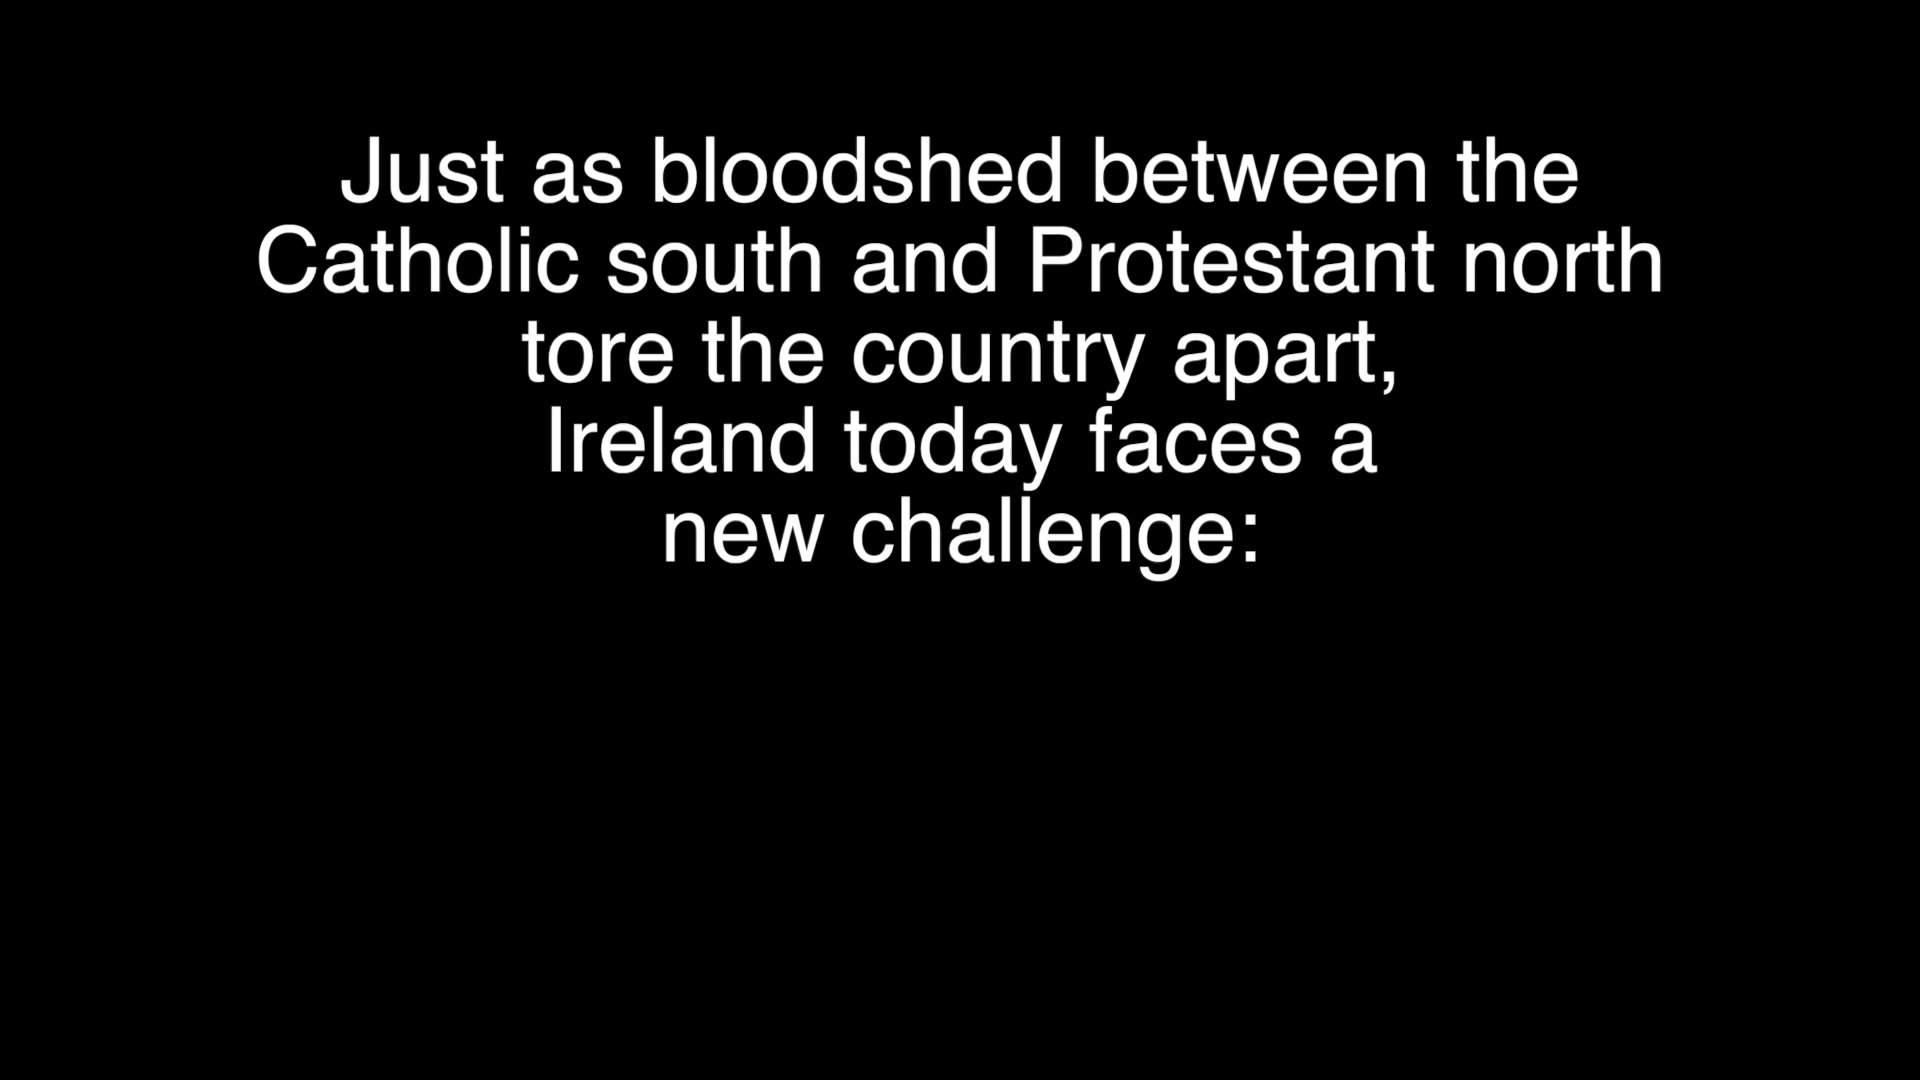 Just as bloodshed between the
Catholic south and Protestant north
tore the country apart,
Ireland today faces a
new challenge: